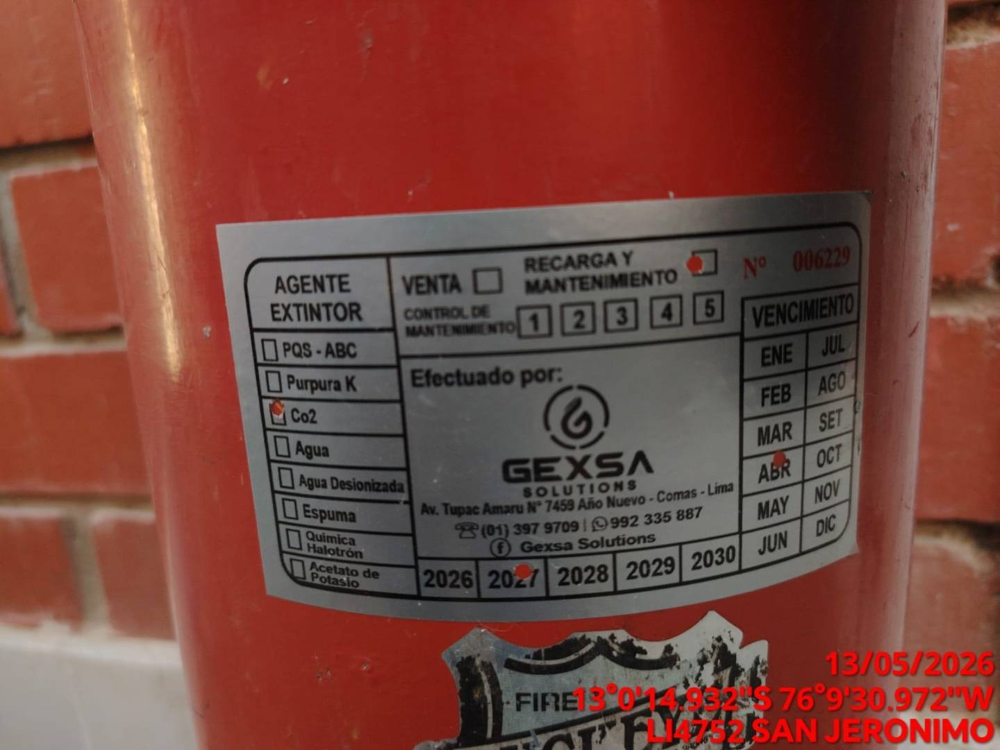 AGENTE
EXTINTOR
PQS - ABC
Purpura K
Co2
Agua
Agua Desionizada
Espuma
Quimica
Halotrón
Acetato de
Potasio
VENTA
RECARGA Y
MANTENIMIENTO
Nº 006229
CONTROL DE
MANTENIMIENTO
1 2 3 4 5
Efectuado por:
GEXSA
SOLUTIONS
Av. Tupac Amaru Nº 7459 Año Nuevo - Comas - Lima
(01) 397 9709 | 992 335 887
Gexsa Solutions
2026 2027 2028 2029 2030
VENCIMIENTO
ENE JUL
FEB AGO
MAR SET
ABR OCT
MAY NOV
JUN DIC
FIRE
13/05/2026
13°0'14.932"S 76°9'30.972"W
LI4752 SAN JERONIMO